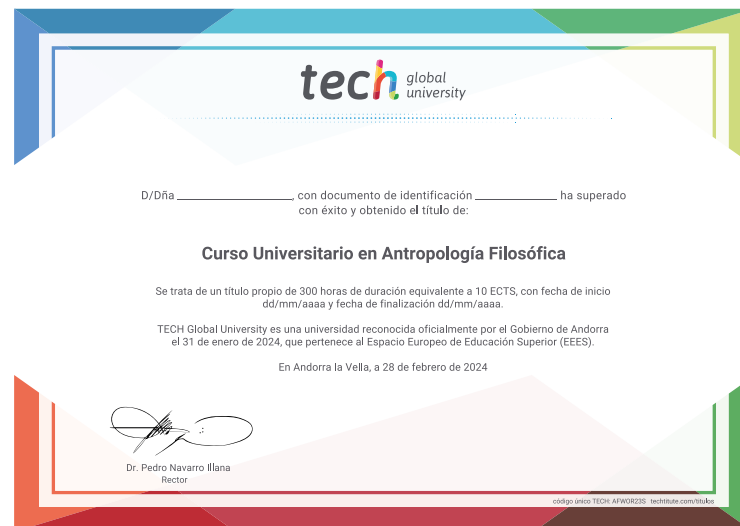 tech global university
D/Dña ____________________, con documento de identificación ______________ ha superado
con éxito y obtenido el título de:
Curso Universitario en Antropología Filosófica
Se trata de un título propio de 300 horas de duración equivalente a 10 ECTS, con fecha de inicio
dd/mm/aaaa y fecha de finalización dd/mm/aaaa.
TECH Global University es una universidad reconocida oficialmente por el Gobierno de Andorra
el 31 de enero de 2024, que pertenece al Espacio Europeo de Educación Superior (EEES).
En Andorra la Vella, a 28 de febrero de 2024
Dr. Pedro Navarro Illana
Rector
código único TECH: AFWOR23S techtitute.com/titulos